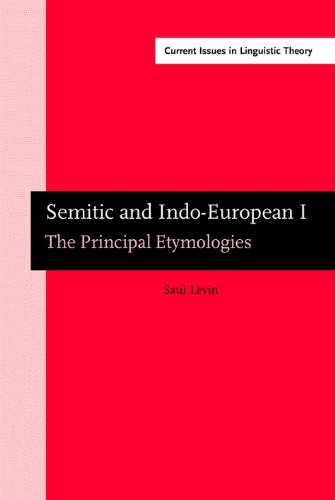 Current Issues in Linguistic Theory
Semitic and Indo-European I
The Principal Etymologies
Saul Levin